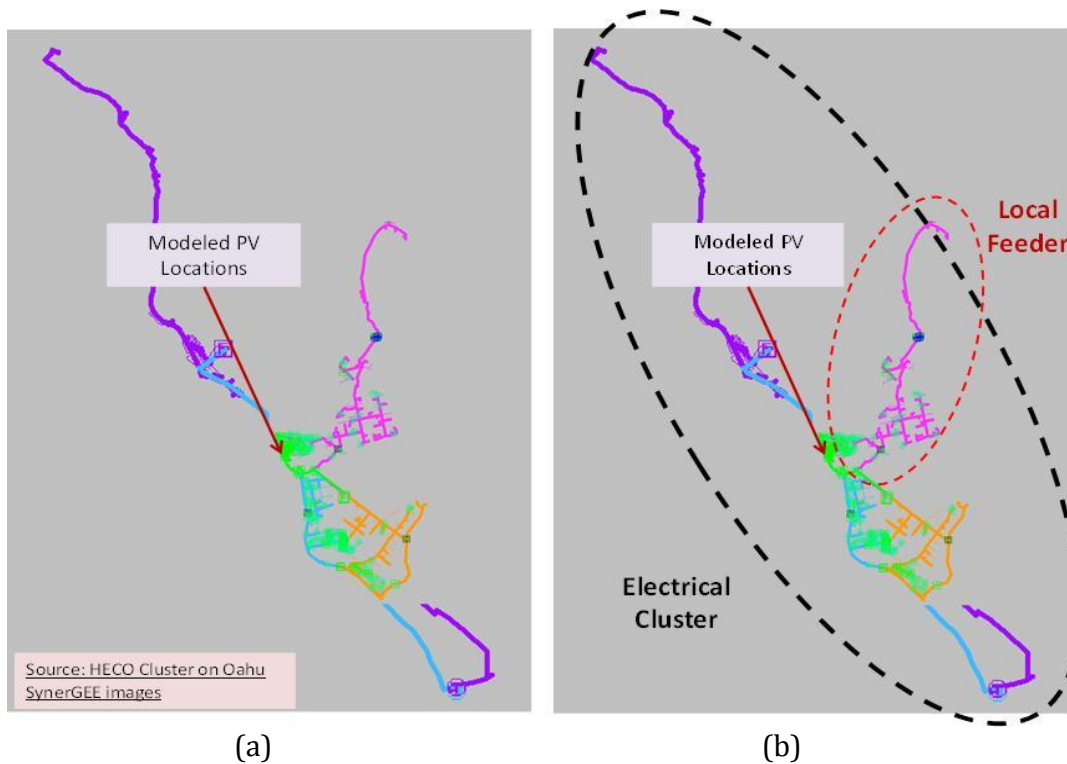 Modeled PV
Locations
Source: HECO Cluster on Oahu
SynerGEE images
(a)
Modeled PV
Locations
Local
Feeder
Electrical
Cluster
(b)